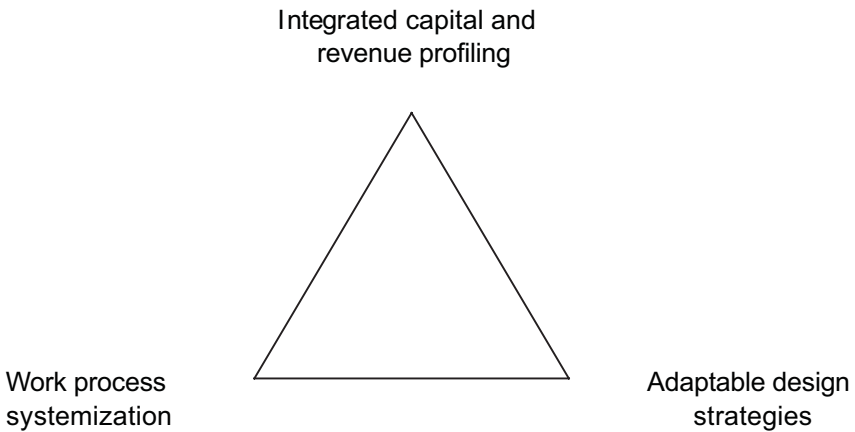 Integrated capital and
revenue profiling
Work process
systemization
Adaptable design
strategies